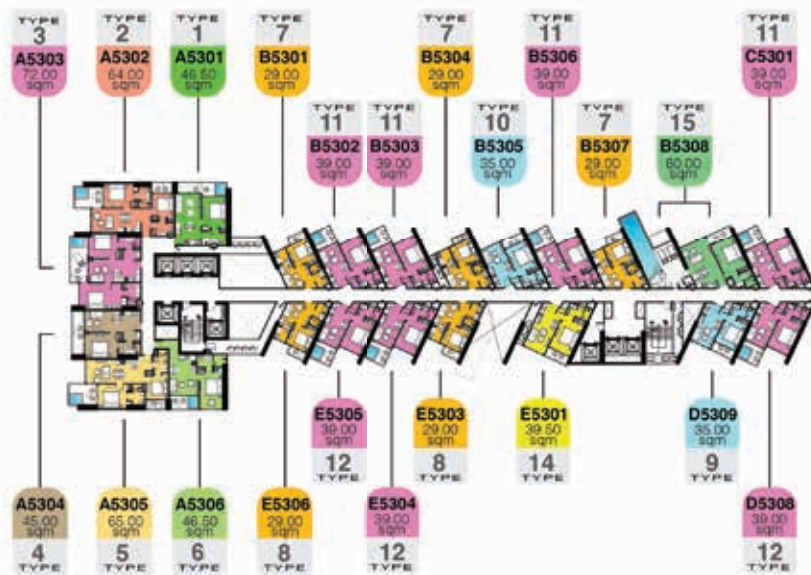 TYPE
3
A5303
72.00
sqm
TYPE
2
A5302
64.00
sqm
TYPE
1
A5301
46.50
sqm
TYPE
7
B5301
29.00
sqm
TYPE
7
B5304
29.00
sqm
TYPE
11
B5306
39.00
sqm
TYPE
11
C5301
39.00
sqm
TYPE
11
B5302
39.00
sqm
TYPE
11
B5303
39.00
sqm
TYPE
10
B5305
35.00
sqm
TYPE
7
B5307
29.00
sqm
TYPE
15
B5308
60.00
sqm
E5305
39.00
sqm
12
TYPE
E5303
29.00
sqm
8
TYPE
E5301
39.50
sqm
14
TYPE
D5309
35.00
sqm
9
TYPE
A5304
45.00
sqm
4
TYPE
A5305
65.00
sqm
5
TYPE
A5306
46.50
sqm
6
TYPE
E5306
29.00
sqm
8
TYPE
E5304
39.00
sqm
12
TYPE
D5308
39.00
sqm
12
TYPE